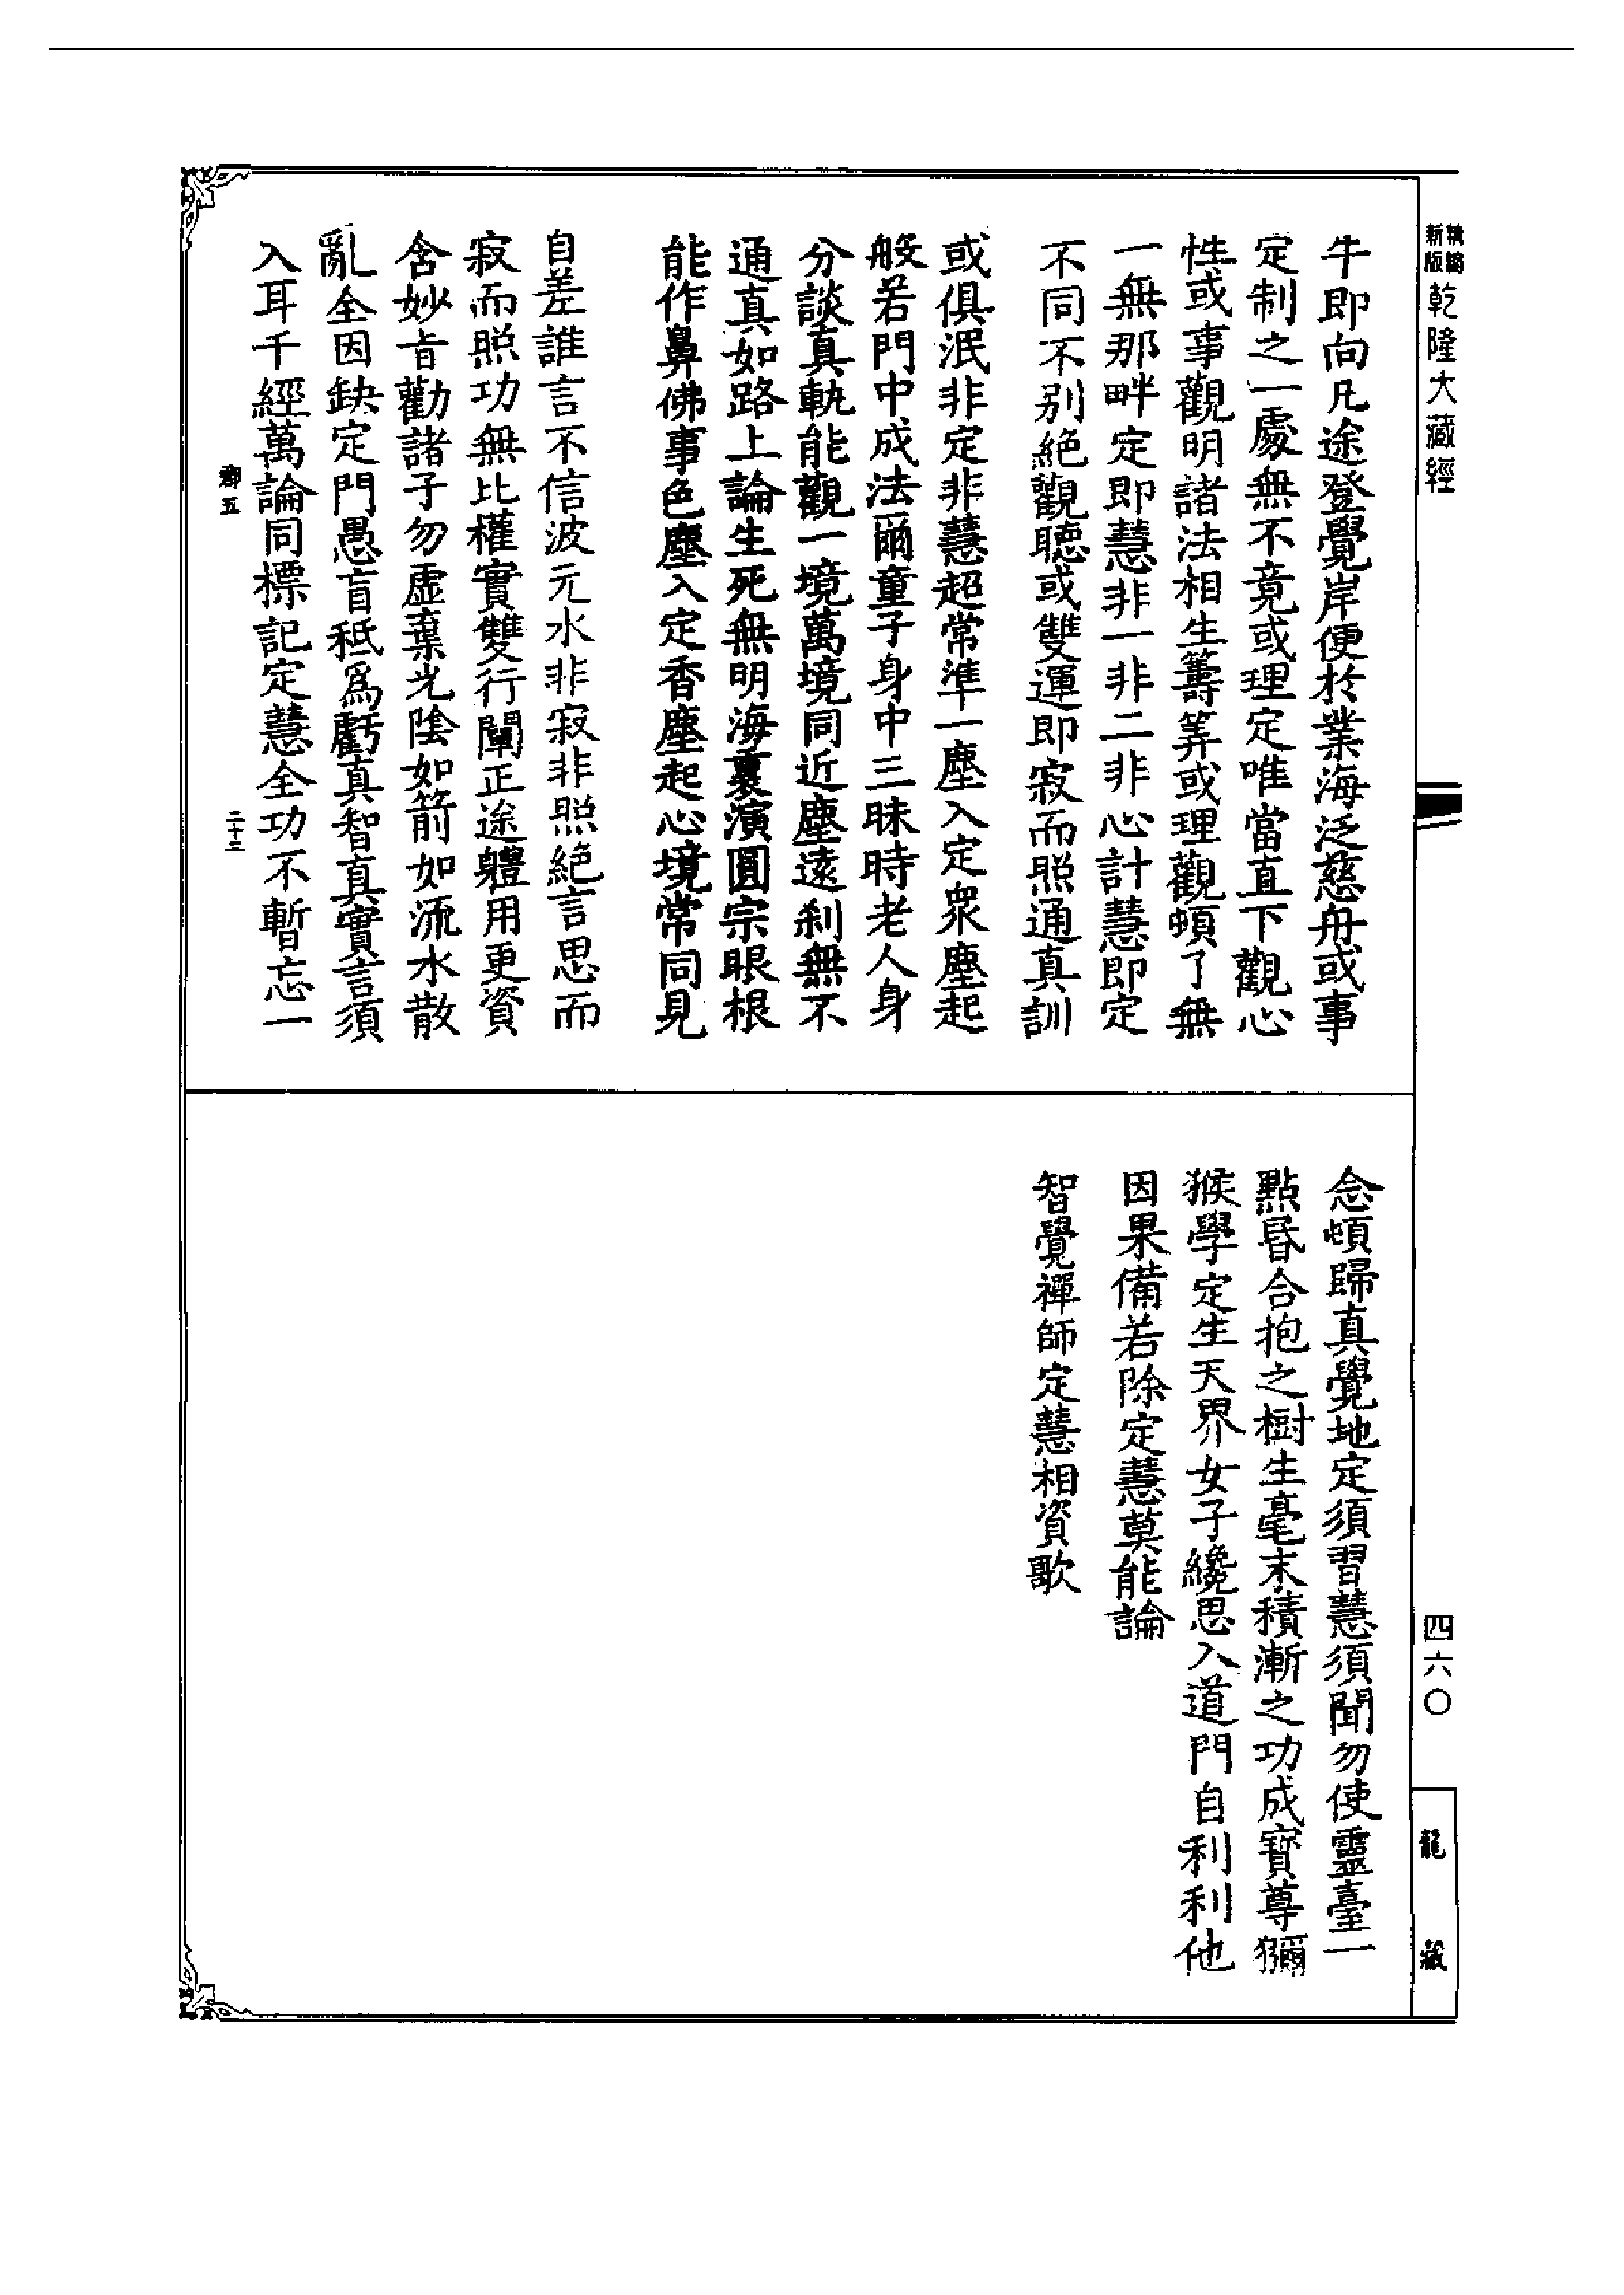 新版
精縮
乾隆大藏經
牛即向凡途登覺岸便於業海泛慈舟或事
定制之一處無不竟或理定唯當直下觀心
性或事觀明諸法相生籌筭或理觀頓了無
一無那畔定即慧非一非二非心計慧即定
不同不别絕觀聽或雙運即寂而照通真訓
或俱泯非定非慧超常準一塵入定眾塵起
般若門中成法爾童子身中三昧時老人身
分談真軌能觀一境萬境同近塵遠剎無不
通真如路上論生死無明海裏演圓宗眼根
能作鼻佛事色塵入定香塵起心境常同見
自差誰言不信波元水非寂非照絕言思而
寂而照功無比權實雙行闡正途體用更資
含妙旨勸諸子勿虛棄光陰如箭如流水散
亂全因缺定門愚盲秖為虧真智真實言須
入耳千經萬論同標記定慧全功不暫忘一
鄉五
二十三
念頓歸真覺地定須習慧須聞勿使靈臺一
點昏合抱之樹生毫末積漸之功成寶尊獮
猴學定生天界女子纔思入道門自利利他
因果備若除定慧莫能論
智覺禪師定慧相資歌
四六〇
龍藏